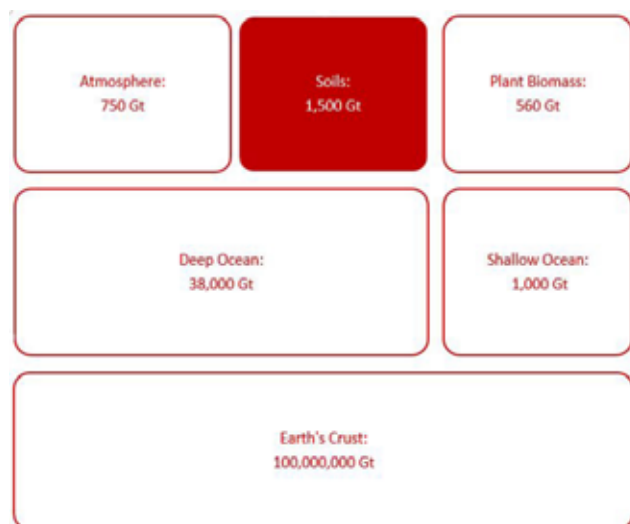 Atmosphere:
750 Gt
Soils:
1,500 Gt
Plant Biomass:
560 Gt
Deep Ocean:
38,000 Gt
Shallow Ocean:
1,000 Gt
Earth's Crust:
100,000,000 Gt